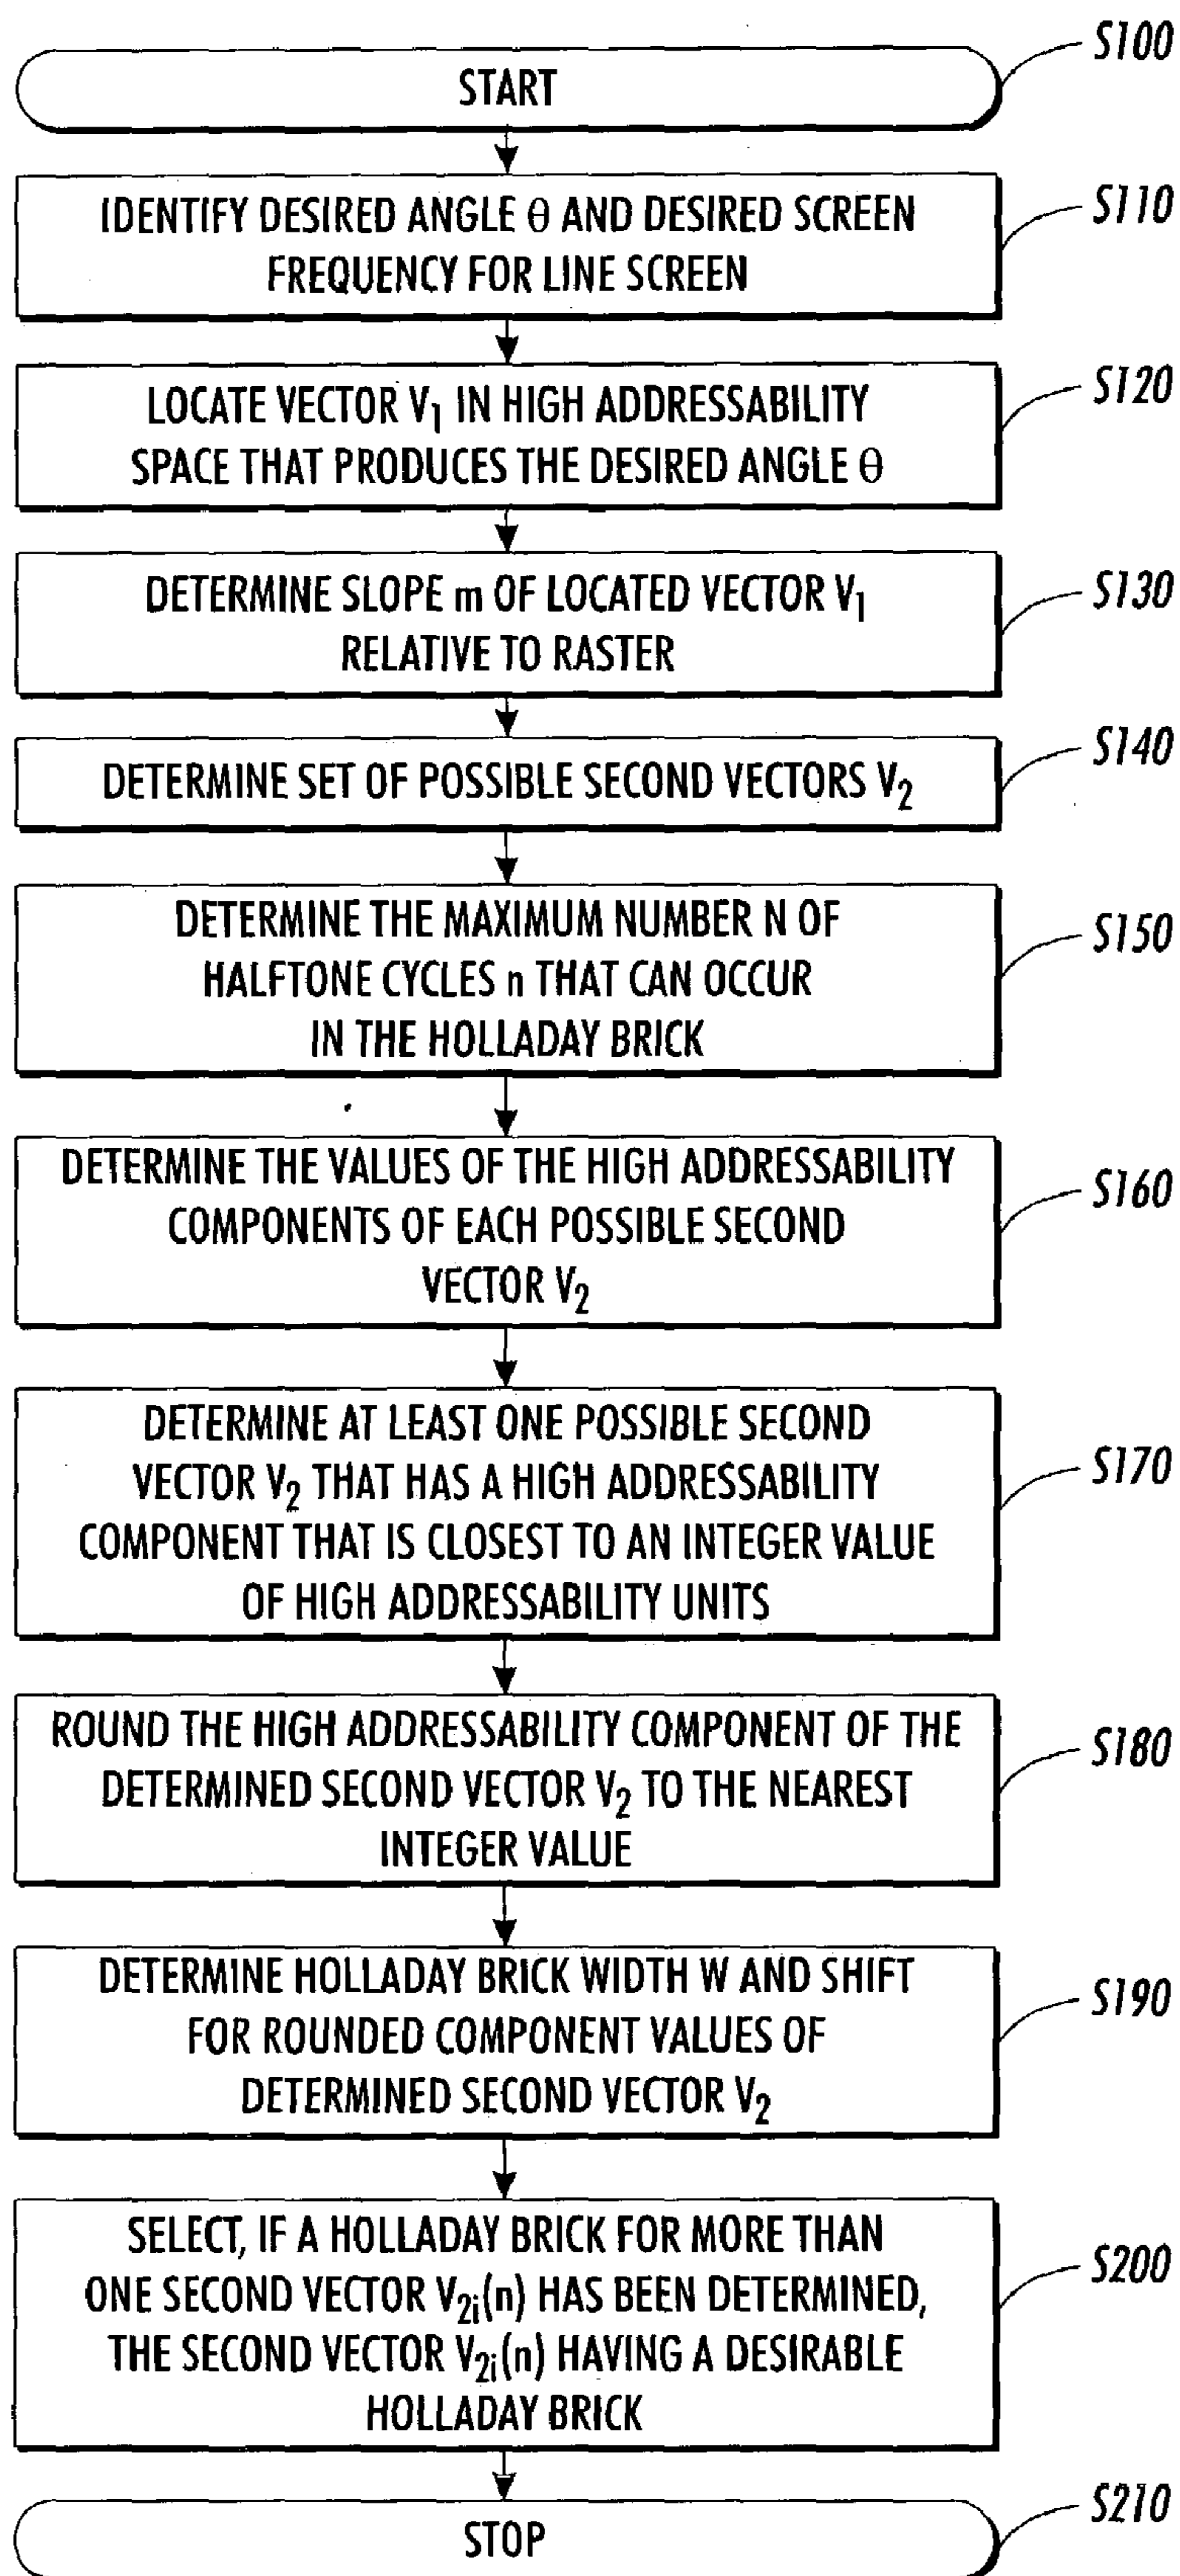 START
S100
IDENTIFY DESIRED ANGLE θ AND DESIRED SCREEN
FREQUENCY FOR LINE SCREEN
S110
LOCATE VECTOR V1 IN HIGH ADDRESSABILITY
SPACE THAT PRODUCES THE DESIRED ANGLE θ
S120
DETERMINE SLOPE m OF LOCATED VECTOR V1
RELATIVE TO RASTER
S130
DETERMINE SET OF POSSIBLE SECOND VECTORS V2
S140
DETERMINE THE MAXIMUM NUMBER N OF
HALFTONE CYCLES n THAT CAN OCCUR
IN THE HOLLADAY BRICK
S150
DETERMINE THE VALUES OF THE HIGH ADDRESSABILITY
COMPONENTS OF EACH POSSIBLE SECOND
VECTOR V2
S160
DETERMINE AT LEAST ONE POSSIBLE SECOND
VECTOR V2 THAT HAS A HIGH ADDRESSABILITY
COMPONENT THAT IS CLOSEST TO AN INTEGER VALUE
OF HIGH ADDRESSABILITY UNITS
S170
ROUND THE HIGH ADDRESSABILITY COMPONENT OF THE
DETERMINED SECOND VECTOR V2 TO THE NEAREST
INTEGER VALUE
S180
DETERMINE HOLLADAY BRICK WIDTH W AND SHIFT
FOR ROUNDED COMPONENT VALUES OF
DETERMINED SECOND VECTOR V2
S190
SELECT, IF A HOLLADAY BRICK FOR MORE THAN
ONE SECOND VECTOR V2i(n) HAS BEEN DETERMINED,
THE SECOND VECTOR V2i(n) HAVING A DESIRABLE
HOLLADAY BRICK
S200
STOP
S210